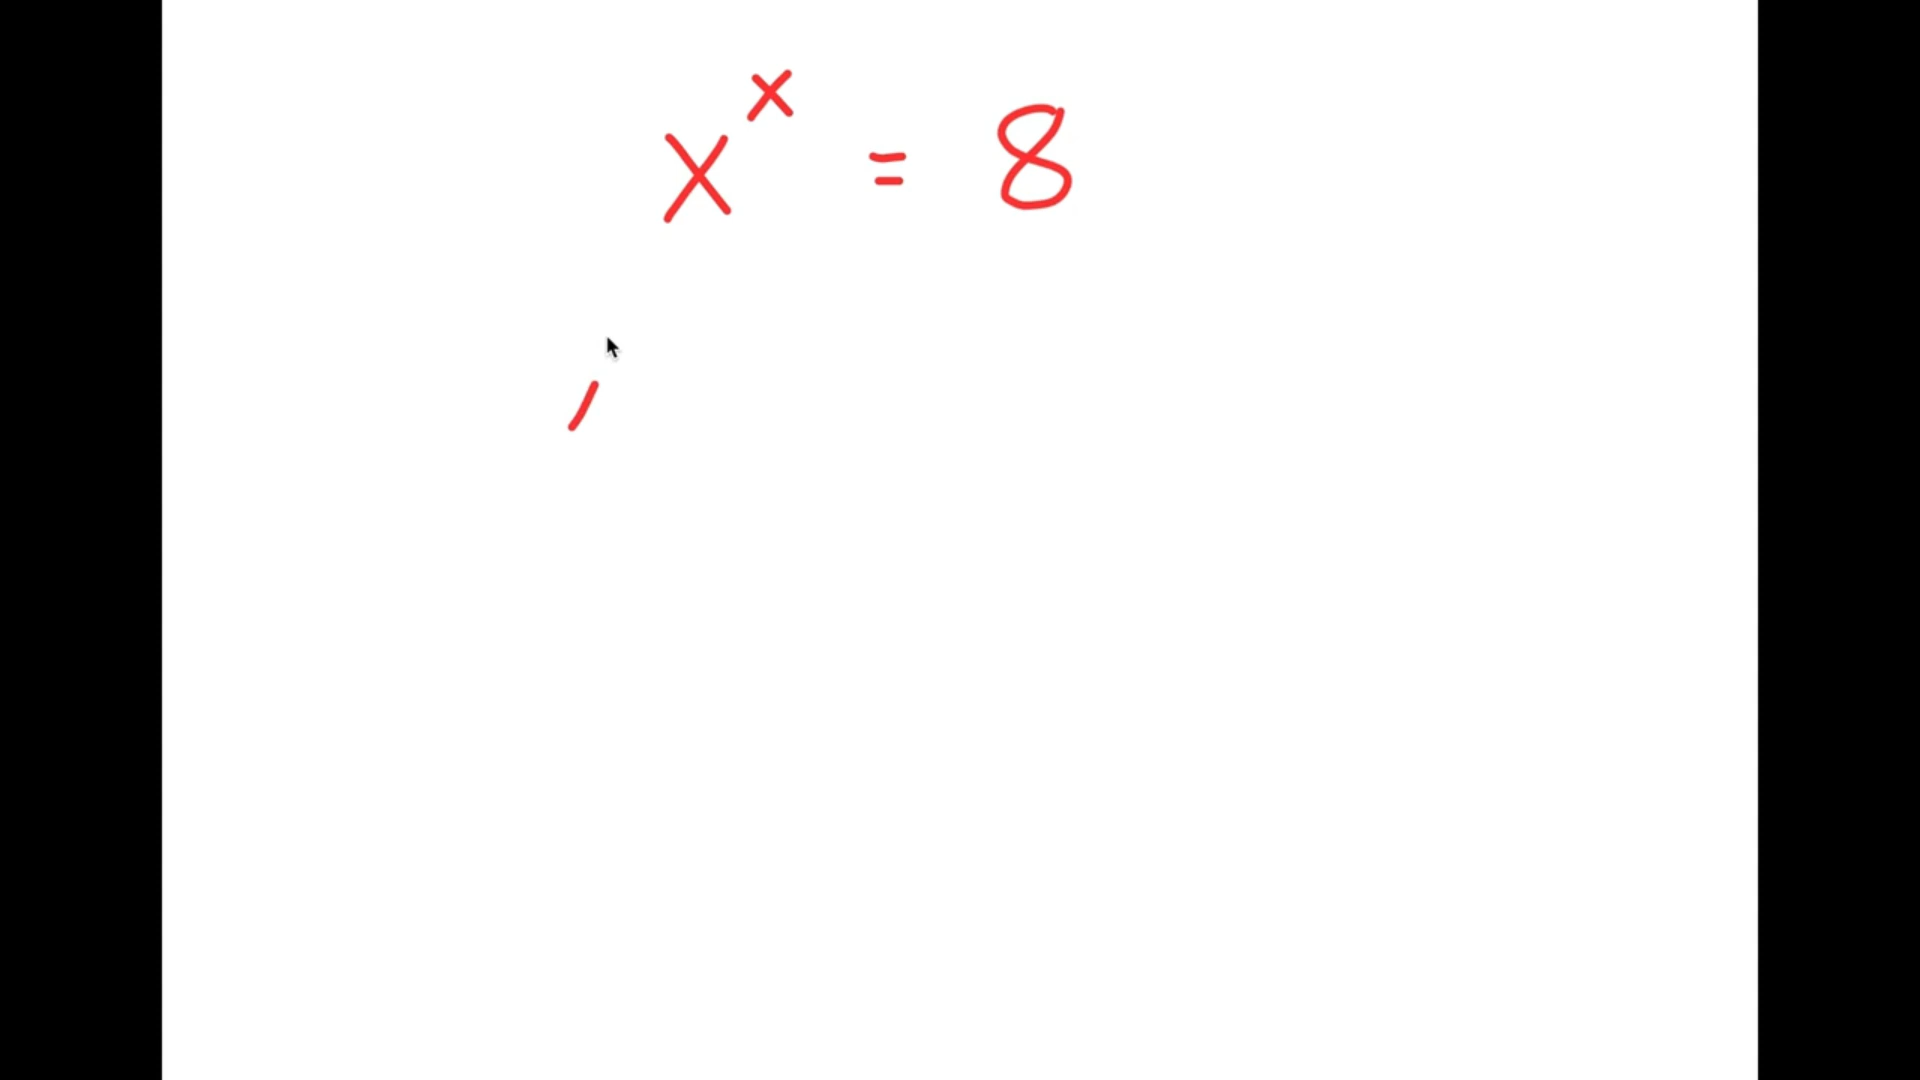 x^x = 8